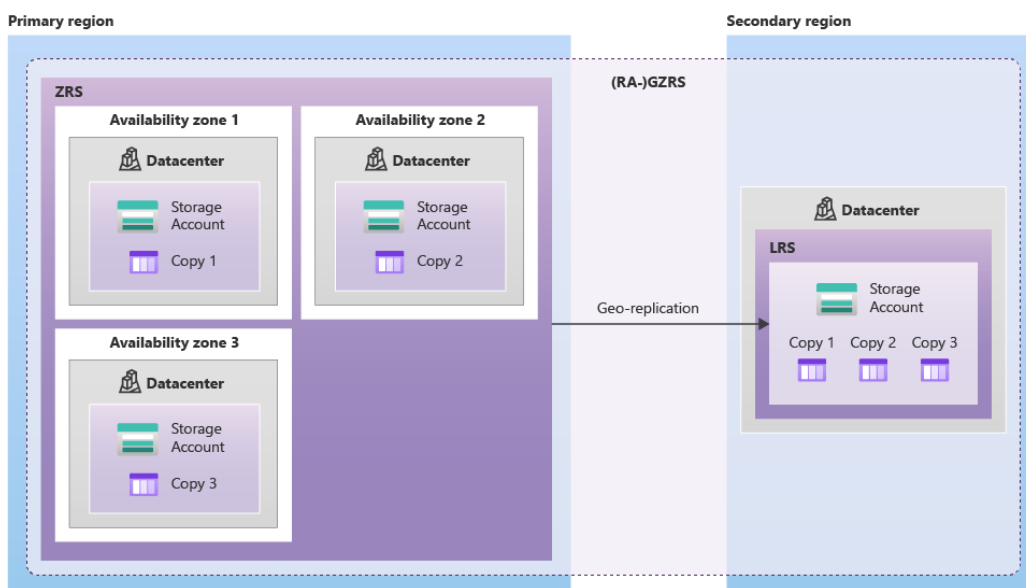 Primary region
Secondary region
(RA-)GZRS
ZRS
Availability zone 1
Datacenter
Storage
Account
Copy 1
Availability zone 2
Datacenter
Storage
Account
Copy 2
Availability zone 3
Datacenter
Storage
Account
Copy 3
Geo-replication
Datacenter
LRS
Storage
Account
Copy 1 Copy 2 Copy 3